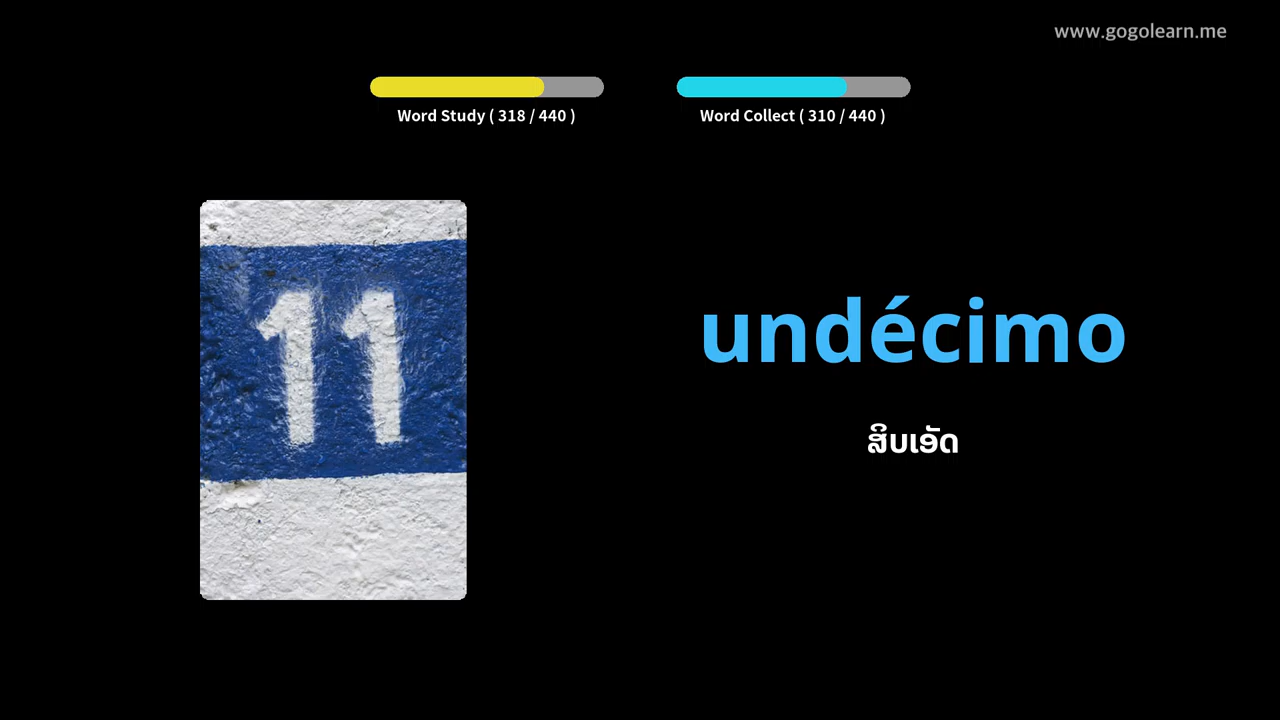 www.gogolearn.me
Word Study ( 318 / 440 )
Word Collect ( 310 / 440 )
11
undécimo
ສິບເອັດ